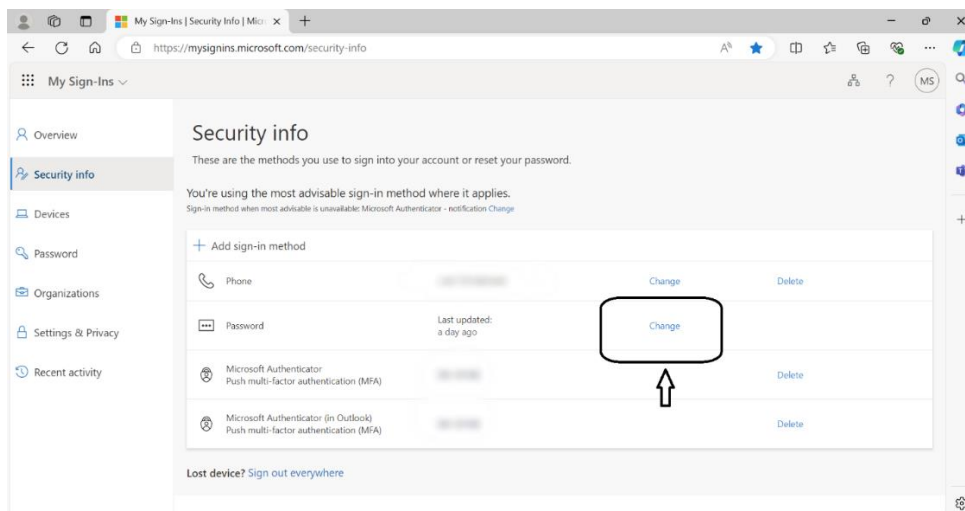 My Sign-Ins | Security Info | Micr
https://mysignins.microsoft.com/security-info
My Sign-Ins
MS
Overview
Security info
Devices
Password
Organizations
Settings & Privacy
Recent activity
Security info
These are the methods you use to sign into your account or reset your password.
You're using the most advisable sign-in method where it applies.
Sign-in method when most advisable is unavailable: Microsoft Authenticator - notification Change
+ Add sign-in method
Phone Change Delete
Password Last updated: Change
a day ago
Microsoft Authenticator
Push multi-factor authentication (MFA) Delete
Microsoft Authenticator (in Outlook)
Push multi-factor authentication (MFA) Delete
Lost device? Sign out everywhere